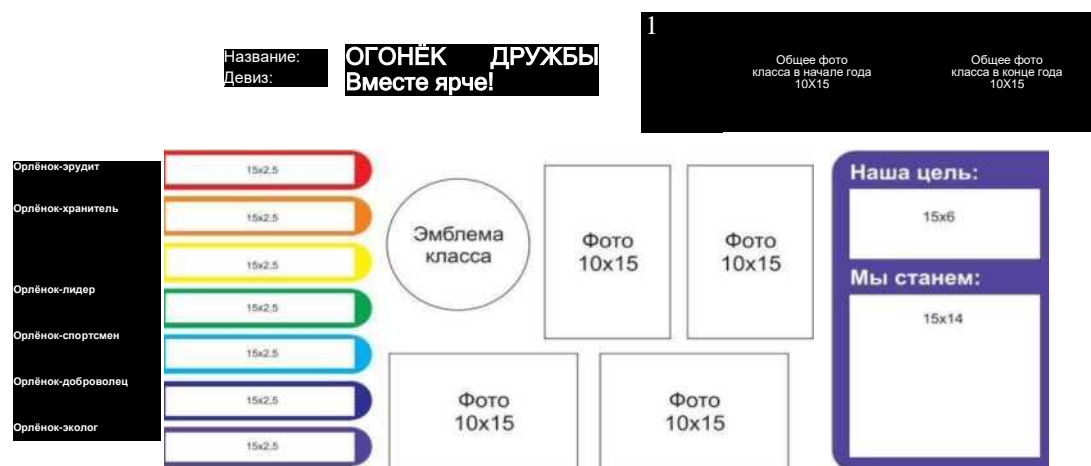 1
Название:
Девиз:
ОГОНЁК ДРУЖБЫ
Вместе ярче!
Общее фото
класса в начале года
10X15
Общее фото
класса в конце года
10X15
Орлёнок-эрудит
Орлёнок-хранитель
Орлёнок-лидер
Орлёнок-спортсмен
Орлёнок-доброволец
Орлёнок-эколог
15x2,5
15x2,5
15x2,5
15x2,5
15x2,5
15x2,5
15x2,5
Эмблема
класса
Фото
10x15
Фото
10x15
Фото
10x15
Фото
10x15
Наша цель:
15x6
Мы станем:
15x14